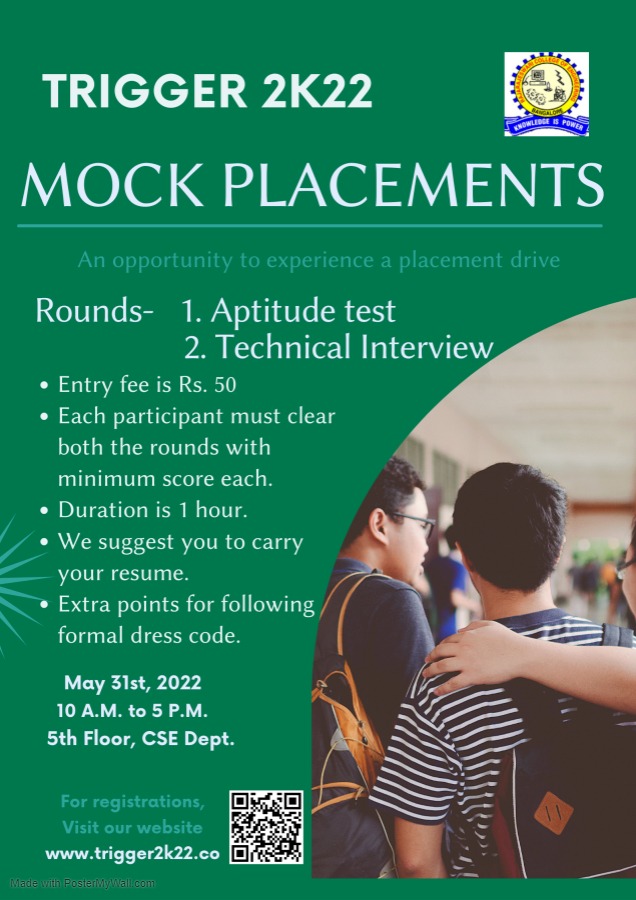 TRIGGER 2K22
BANGALORE
KNOWLEDGE IS POWER
MOCK PLACEMENTS
An opportunity to experience a placement drive
Rounds- 1. Aptitude test
2. Technical Interview
• Entry fee is Rs. 50
• Each participant must clear
both the rounds with
minimum score each.
• Duration is 1 hour.
• We suggest you to carry
your resume.
• Extra points for following
formal dress code.
May 31st, 2022
10 A.M. to 5 P.M.
5th Floor, CSE Dept.
For registrations,
Visit our website
www.trigger2k22.co
Made with PosterMyWall.com